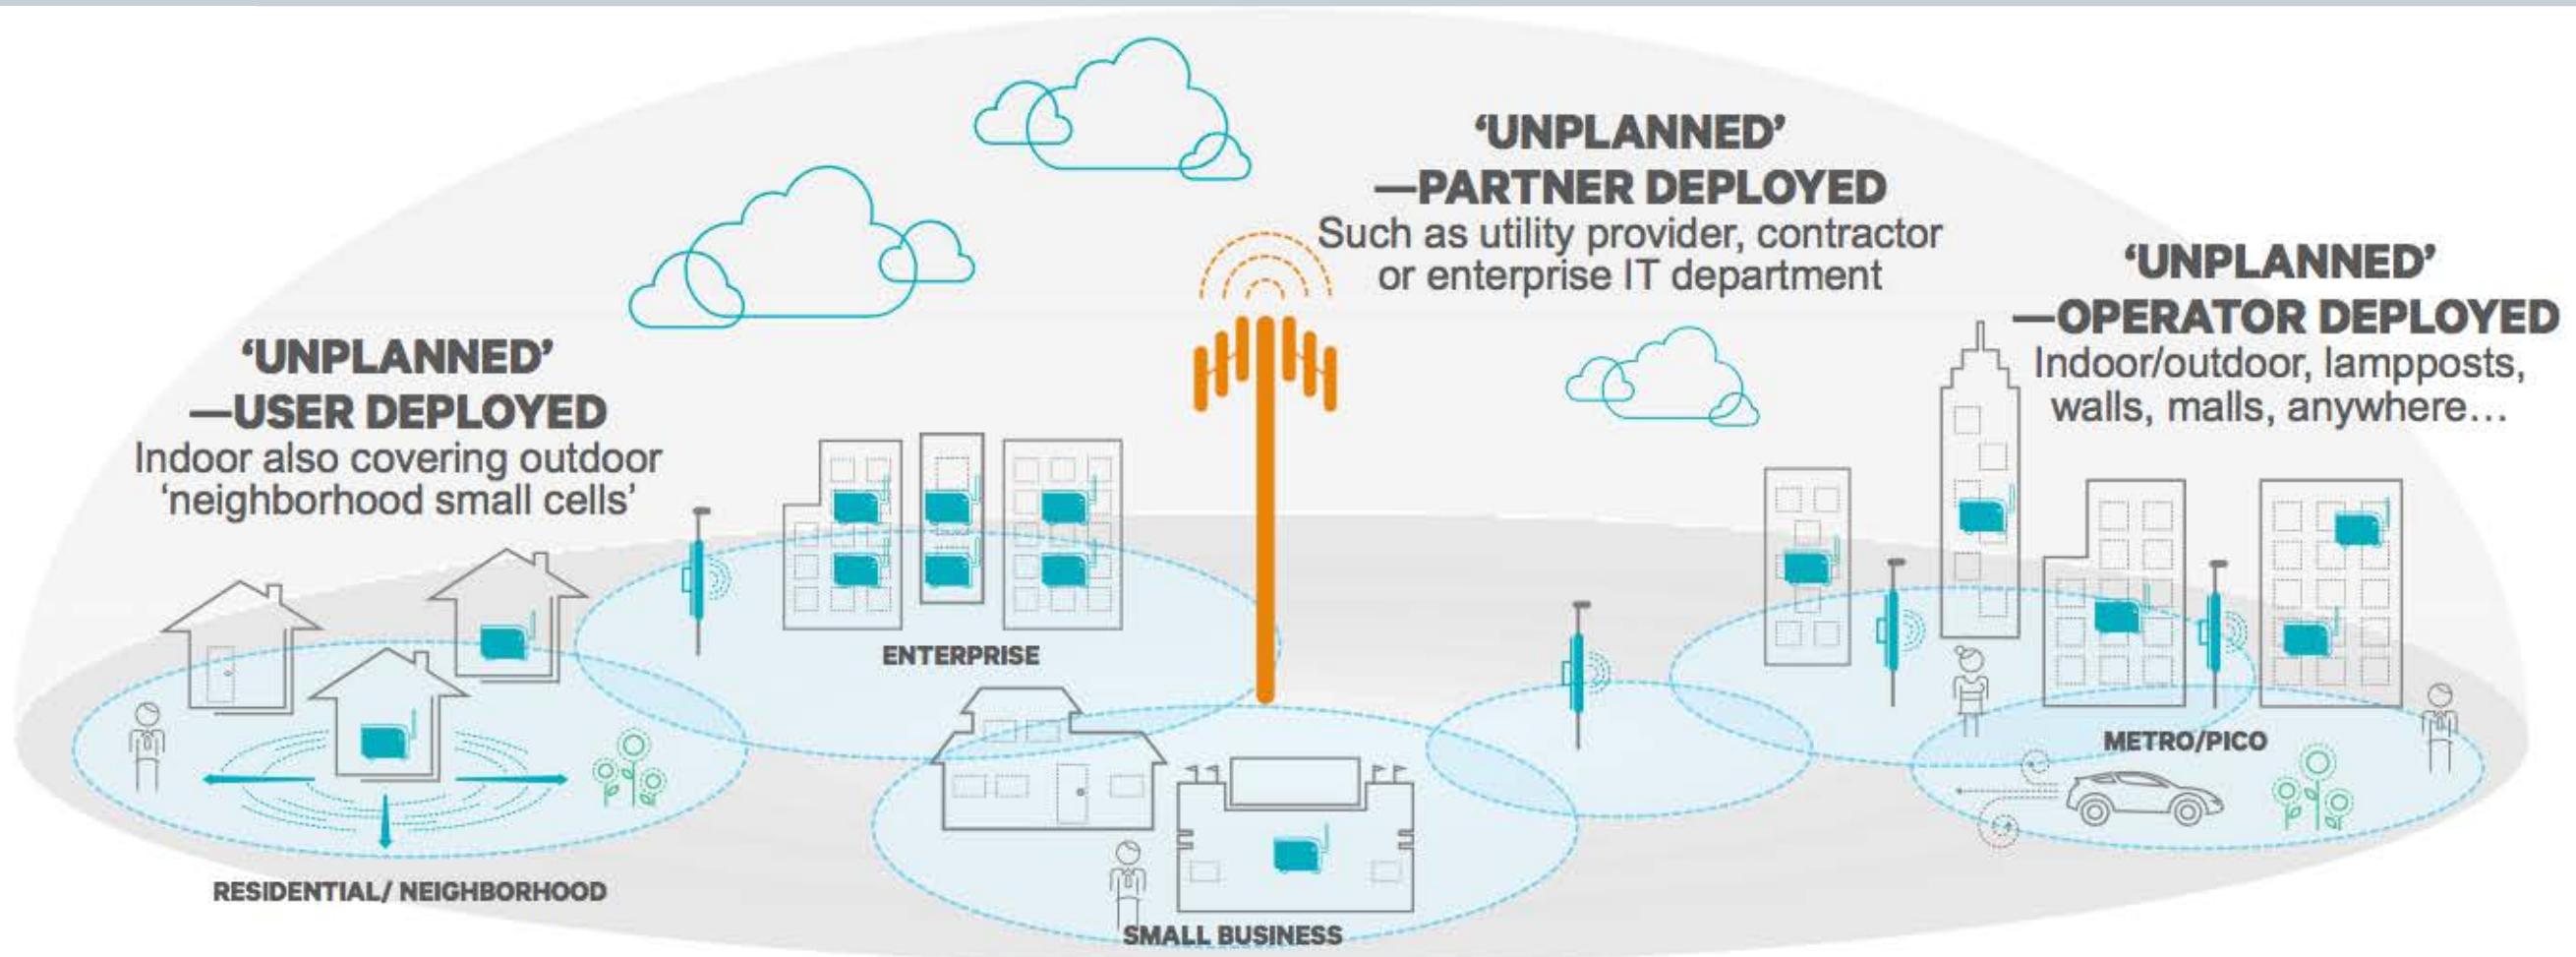 ‘UNPLANNED’
—USER DEPLOYED
Indoor also covering outdoor
‘neighborhood small cells’
‘UNPLANNED’
—PARTNER DEPLOYED
Such as utility provider, contractor
or enterprise IT department
‘UNPLANNED’
—OPERATOR DEPLOYED
Indoor/outdoor, lampposts,
walls, malls, anywhere…
ENTERPRISE
METRO/PICO
RESIDENTIAL/ NEIGHBORHOOD
SMALL BUSINESS